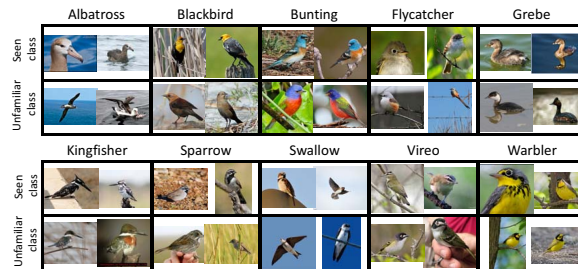 Albatross Blackbird Bunting Flycatcher Grebe
Seen class
Unfamiliar class
Kingfisher Sparrow Swallow Vireo Warbler
Seen class
Unfamiliar class